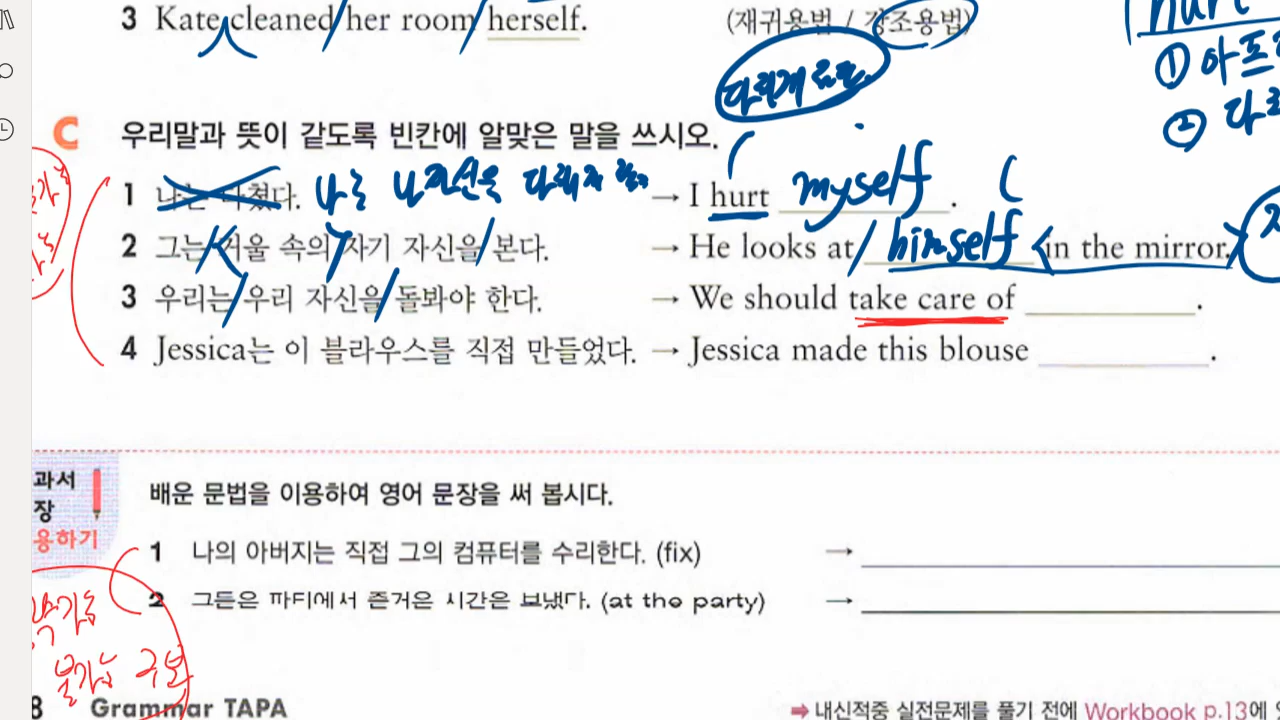 3 Kate cleaned her room herself. (재귀용법 / 강조용법)
hurt
① 아프
다치게 하다
② 다
C 우리말과 뜻이 같도록 빈칸에 알맞은 말을 쓰시오.
1 나는 다쳤다. 나는 나 자신을 → I hurt myself.
2 그는 거울 속의 자기 자신을 본다. → He looks at himself in the mirror.
3 우리는 우리 자신을 돌봐야 한다. → We should take care of ________.
4 Jessica는 이 블라우스를 직접 만들었다. → Jessica made this blouse ________.
과서
장
용하기
배운 문법을 이용하여 영어 문장을 써 봅시다.
1 나의 아버지는 직접 그의 컴퓨터를 수리한다. (fix) → ________
2 그들은 파티에서 즐거운 시간을 보냈다. (at the party) → ________
불가능 구분
8 Grammar TAPA
➡ 내신적중 실전문제를 풀기 전에 Workbook p.13에